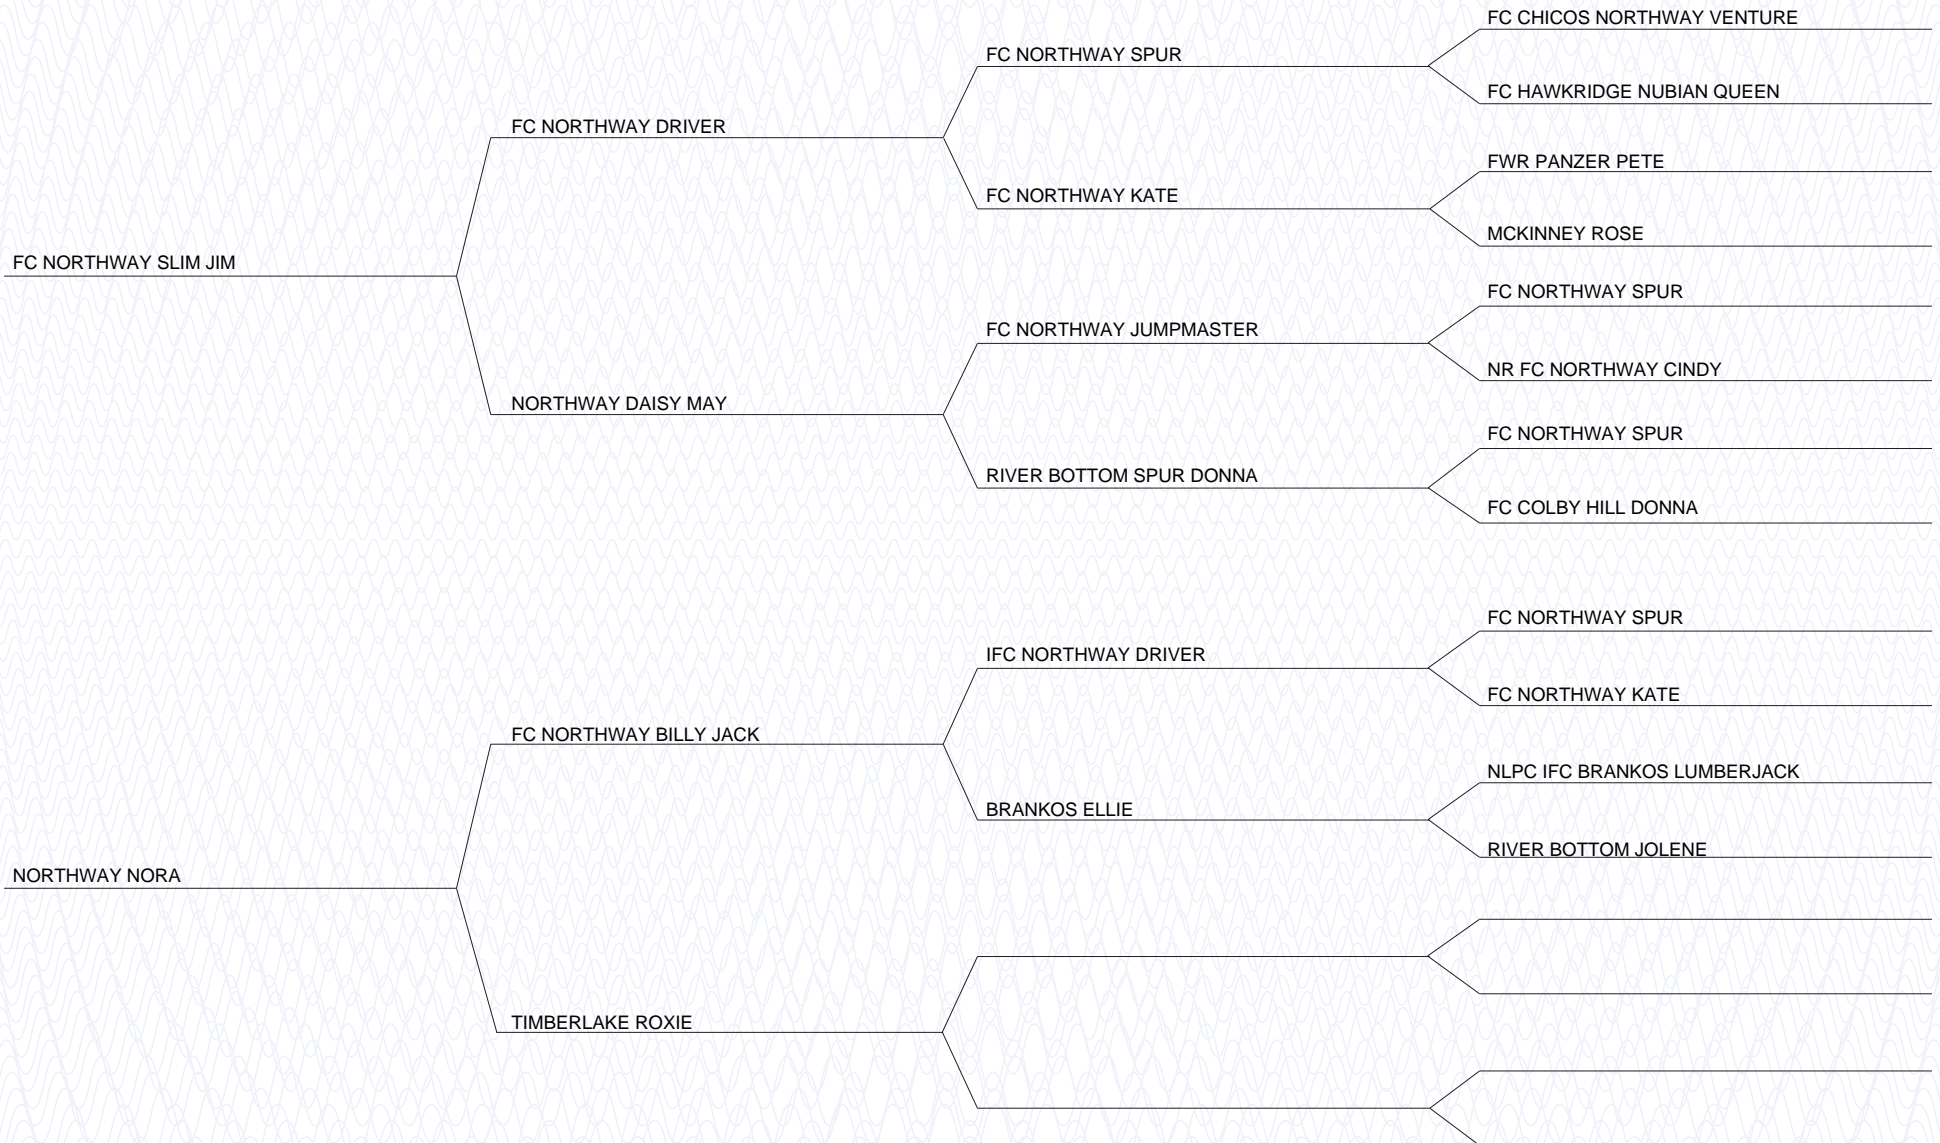 FC CHICOS NORTHWAY VENTURE
FC NORTHWAY SPUR
FC HAWKRIDGE NUBIAN QUEEN
FC NORTHWAY DRIVER
FWR PANZER PETE
FC NORTHWAY KATE
MCKINNEY ROSE
FC NORTHWAY SLIM JIM
FC NORTHWAY SPUR
FC NORTHWAY JUMPMASTER
NR FC NORTHWAY CINDY
NORTHWAY DAISY MAY
FC NORTHWAY SPUR
RIVER BOTTOM SPUR DONNA
FC COLBY HILL DONNA
FC NORTHWAY SPUR
IFC NORTHWAY DRIVER
FC NORTHWAY KATE
FC NORTHWAY BILLY JACK
NLPC IFC BRANKOS LUMBERJACK
BRANKOS ELLIE
RIVER BOTTOM JOLENE
NORTHWAY NORA
TIMBERLAKE ROXIE